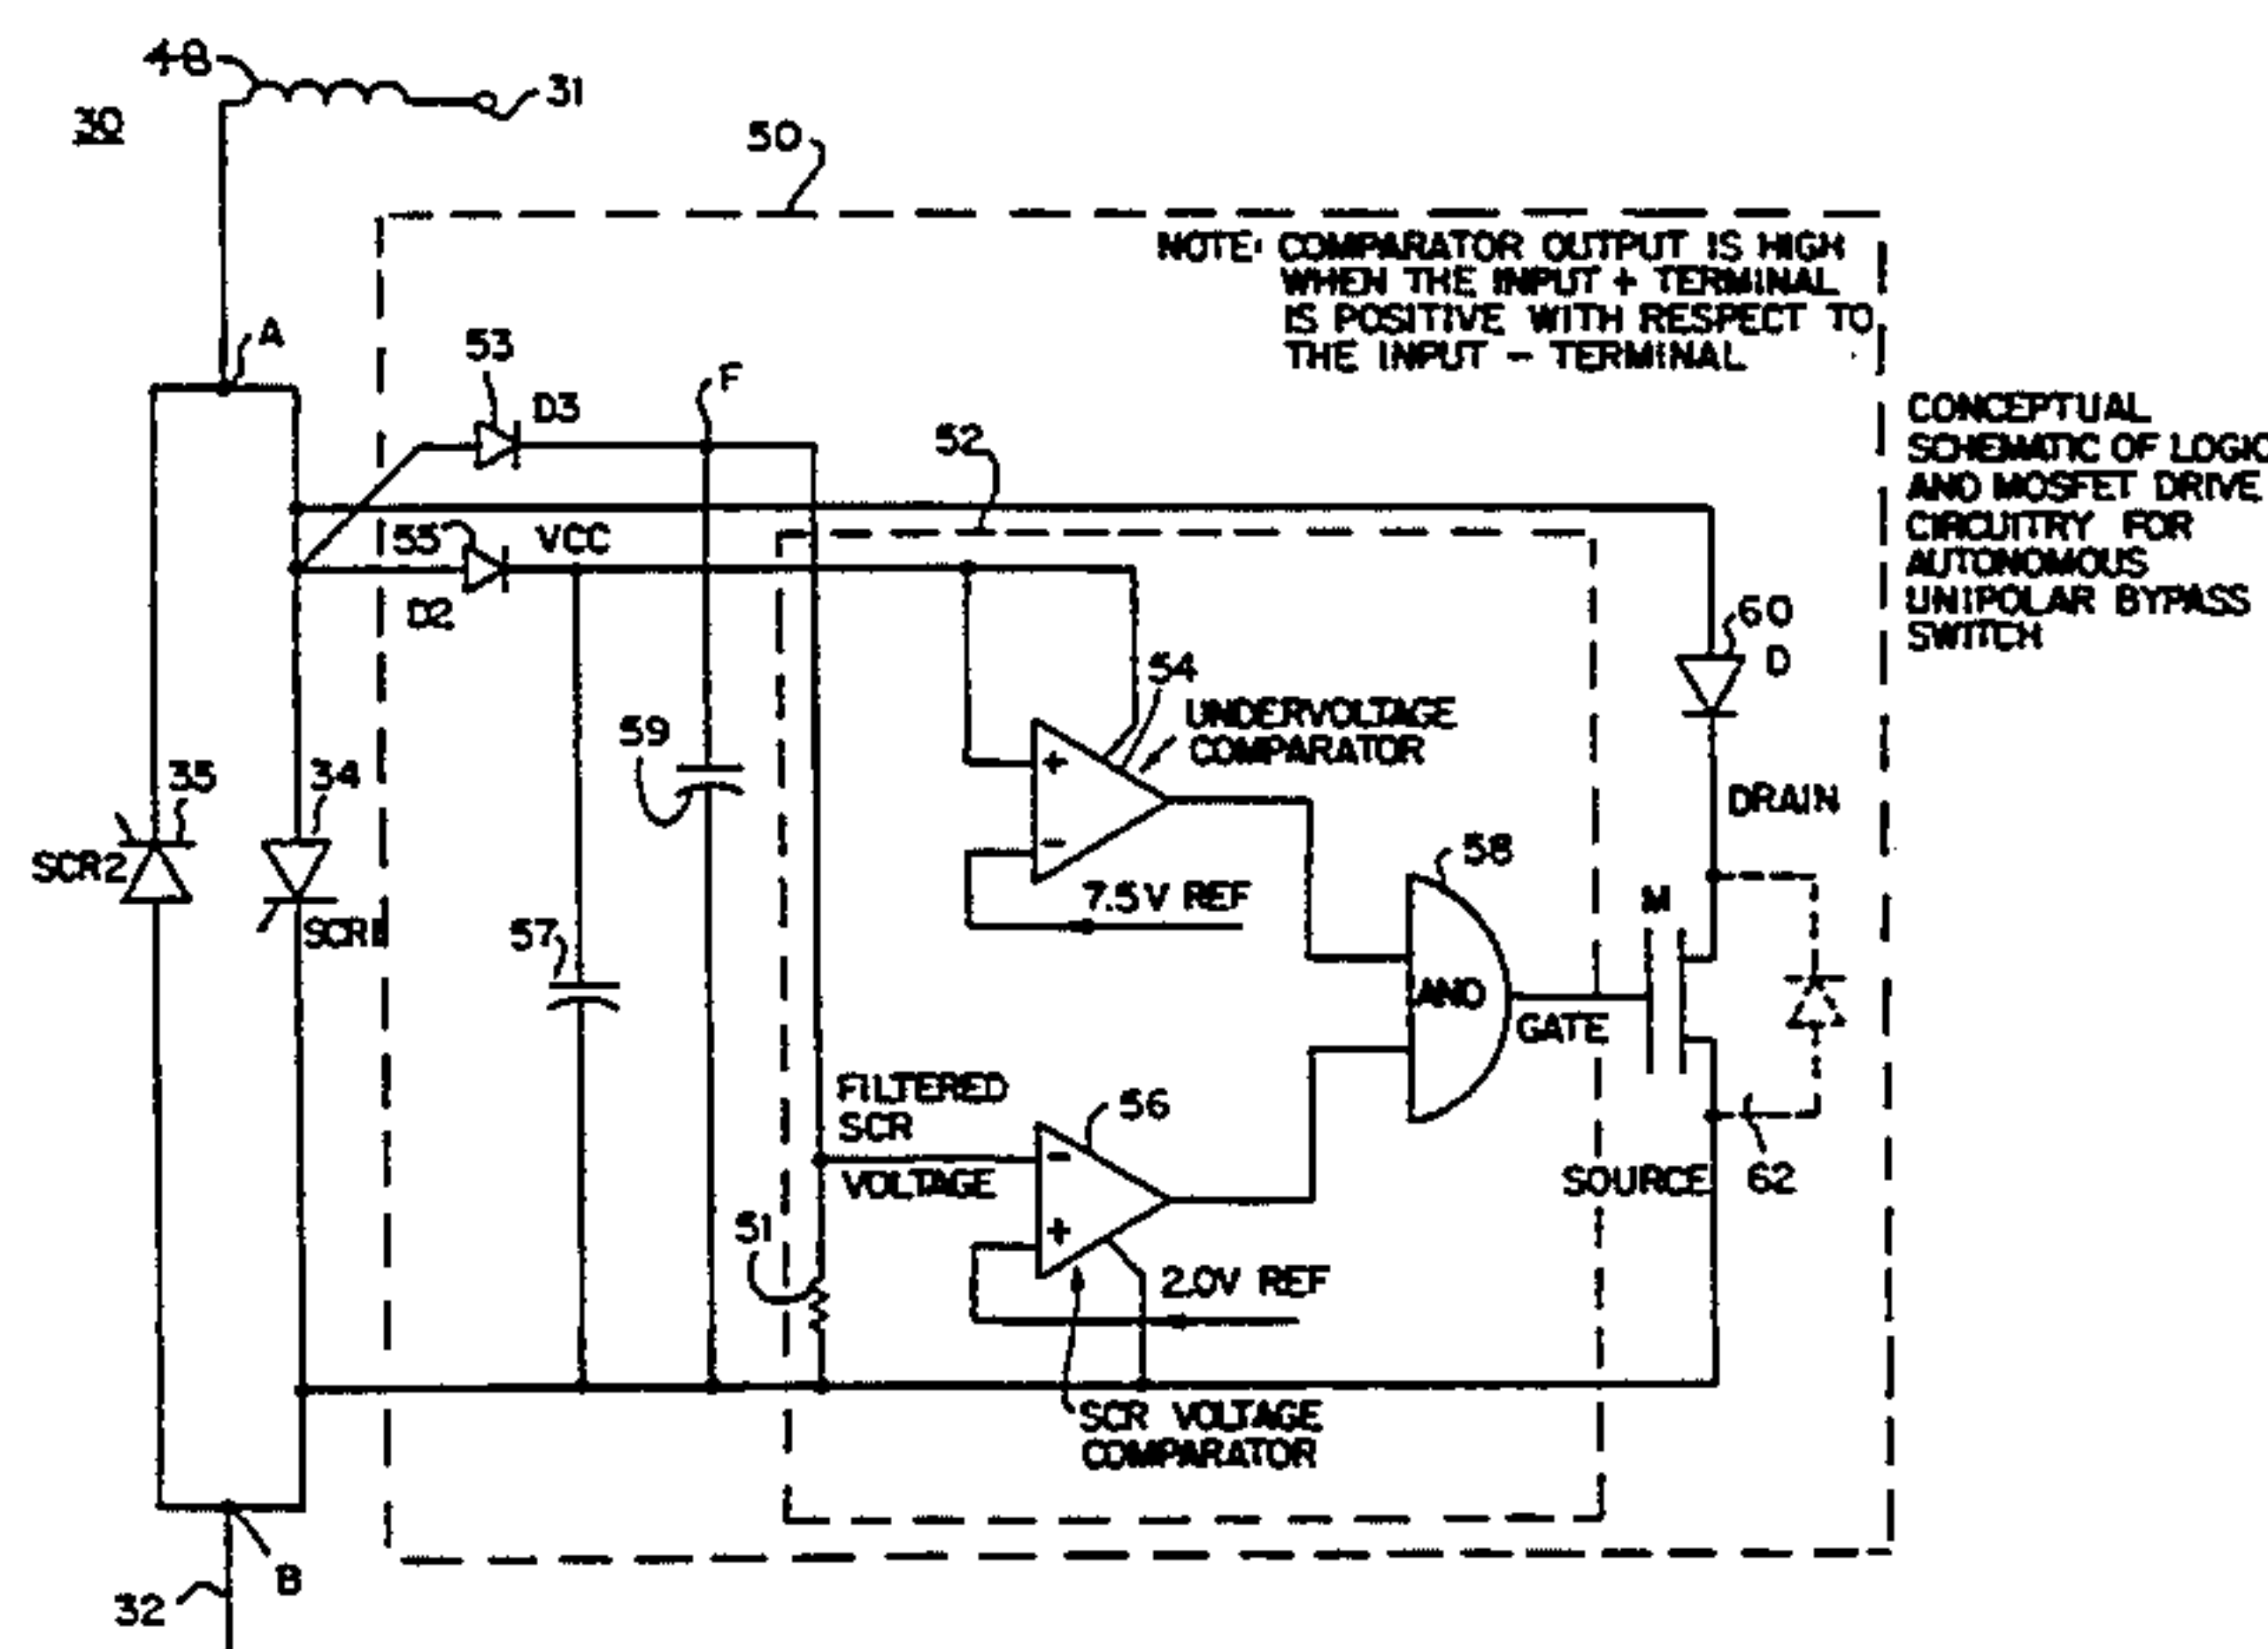 48
31
30
50
NOTE: COMPARATOR OUTPUT IS HIGH
WHEN THE INPUT + TERMINAL
IS POSITIVE WITH RESPECT TO
THE INPUT - TERMINAL
A
53
F
D3
52
CONCEPTUAL
SCHEMATIC OF LOGIC
AND MOSFET DRIVE
CIRCUITRY FOR
AUTONOMOUS
UNIPOLAR BYPASS
SWITCH
55
VCC
D2
60
D
54
UNDERVOLTAGE
COMPARATOR
59
35
34
DRAIN
+
-
SCR2
SCR1
58
7.5V REF
M
57
AND
GATE
FILTERED
SCR
VOLTAGE
56
-
+
SOURCE
62
51
2.0V REF
SCR VOLTAGE
COMPARATOR
B
32